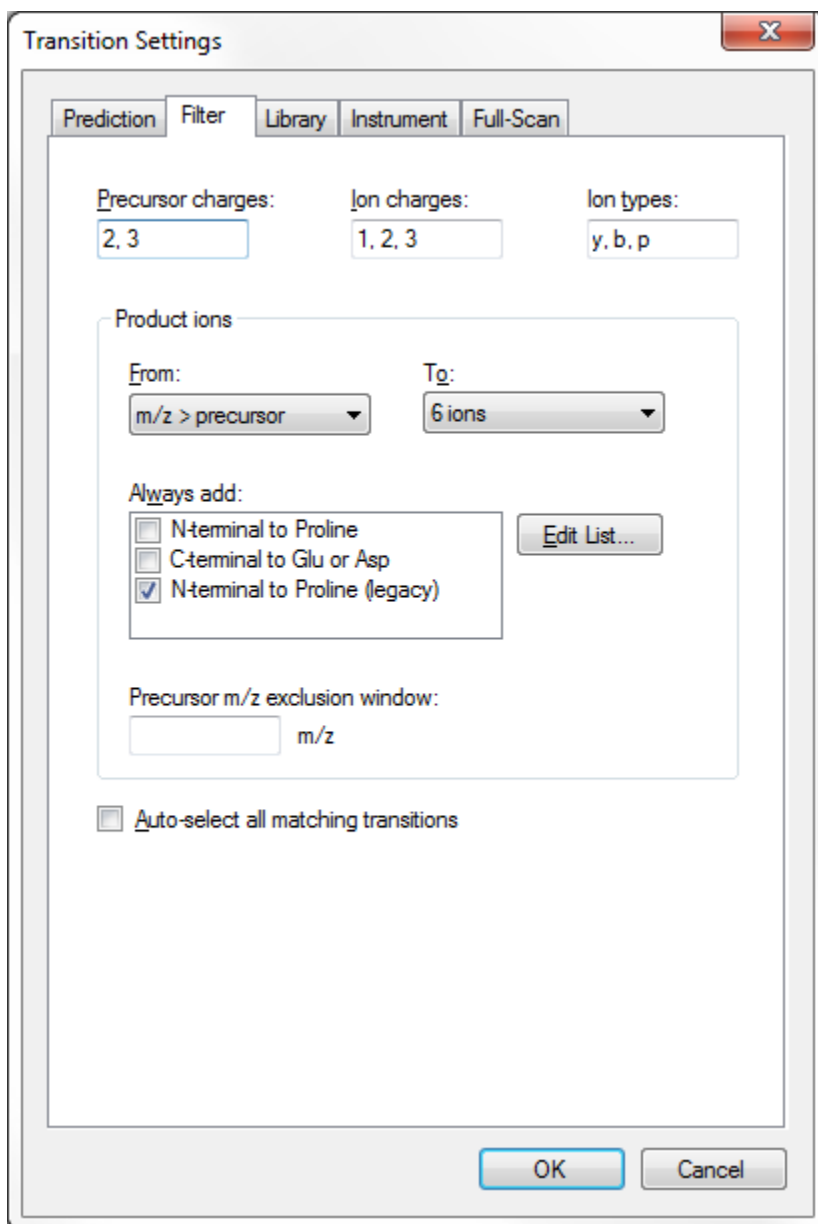 Transition Settings
x
Prediction Filter Library Instrument Full-Scan
Precursor charges: Ion charges: Ion types:
2, 3 1, 2, 3 y, b, p
Product ions
From: To:
m/z > precursor 6 ions
Always add:
N-terminal to Proline
Edit List...
C-terminal to Glu or Asp
N-terminal to Proline (legacy)
Precursor m/z exclusion window:
m/z
Auto-select all matching transitions
OK Cancel